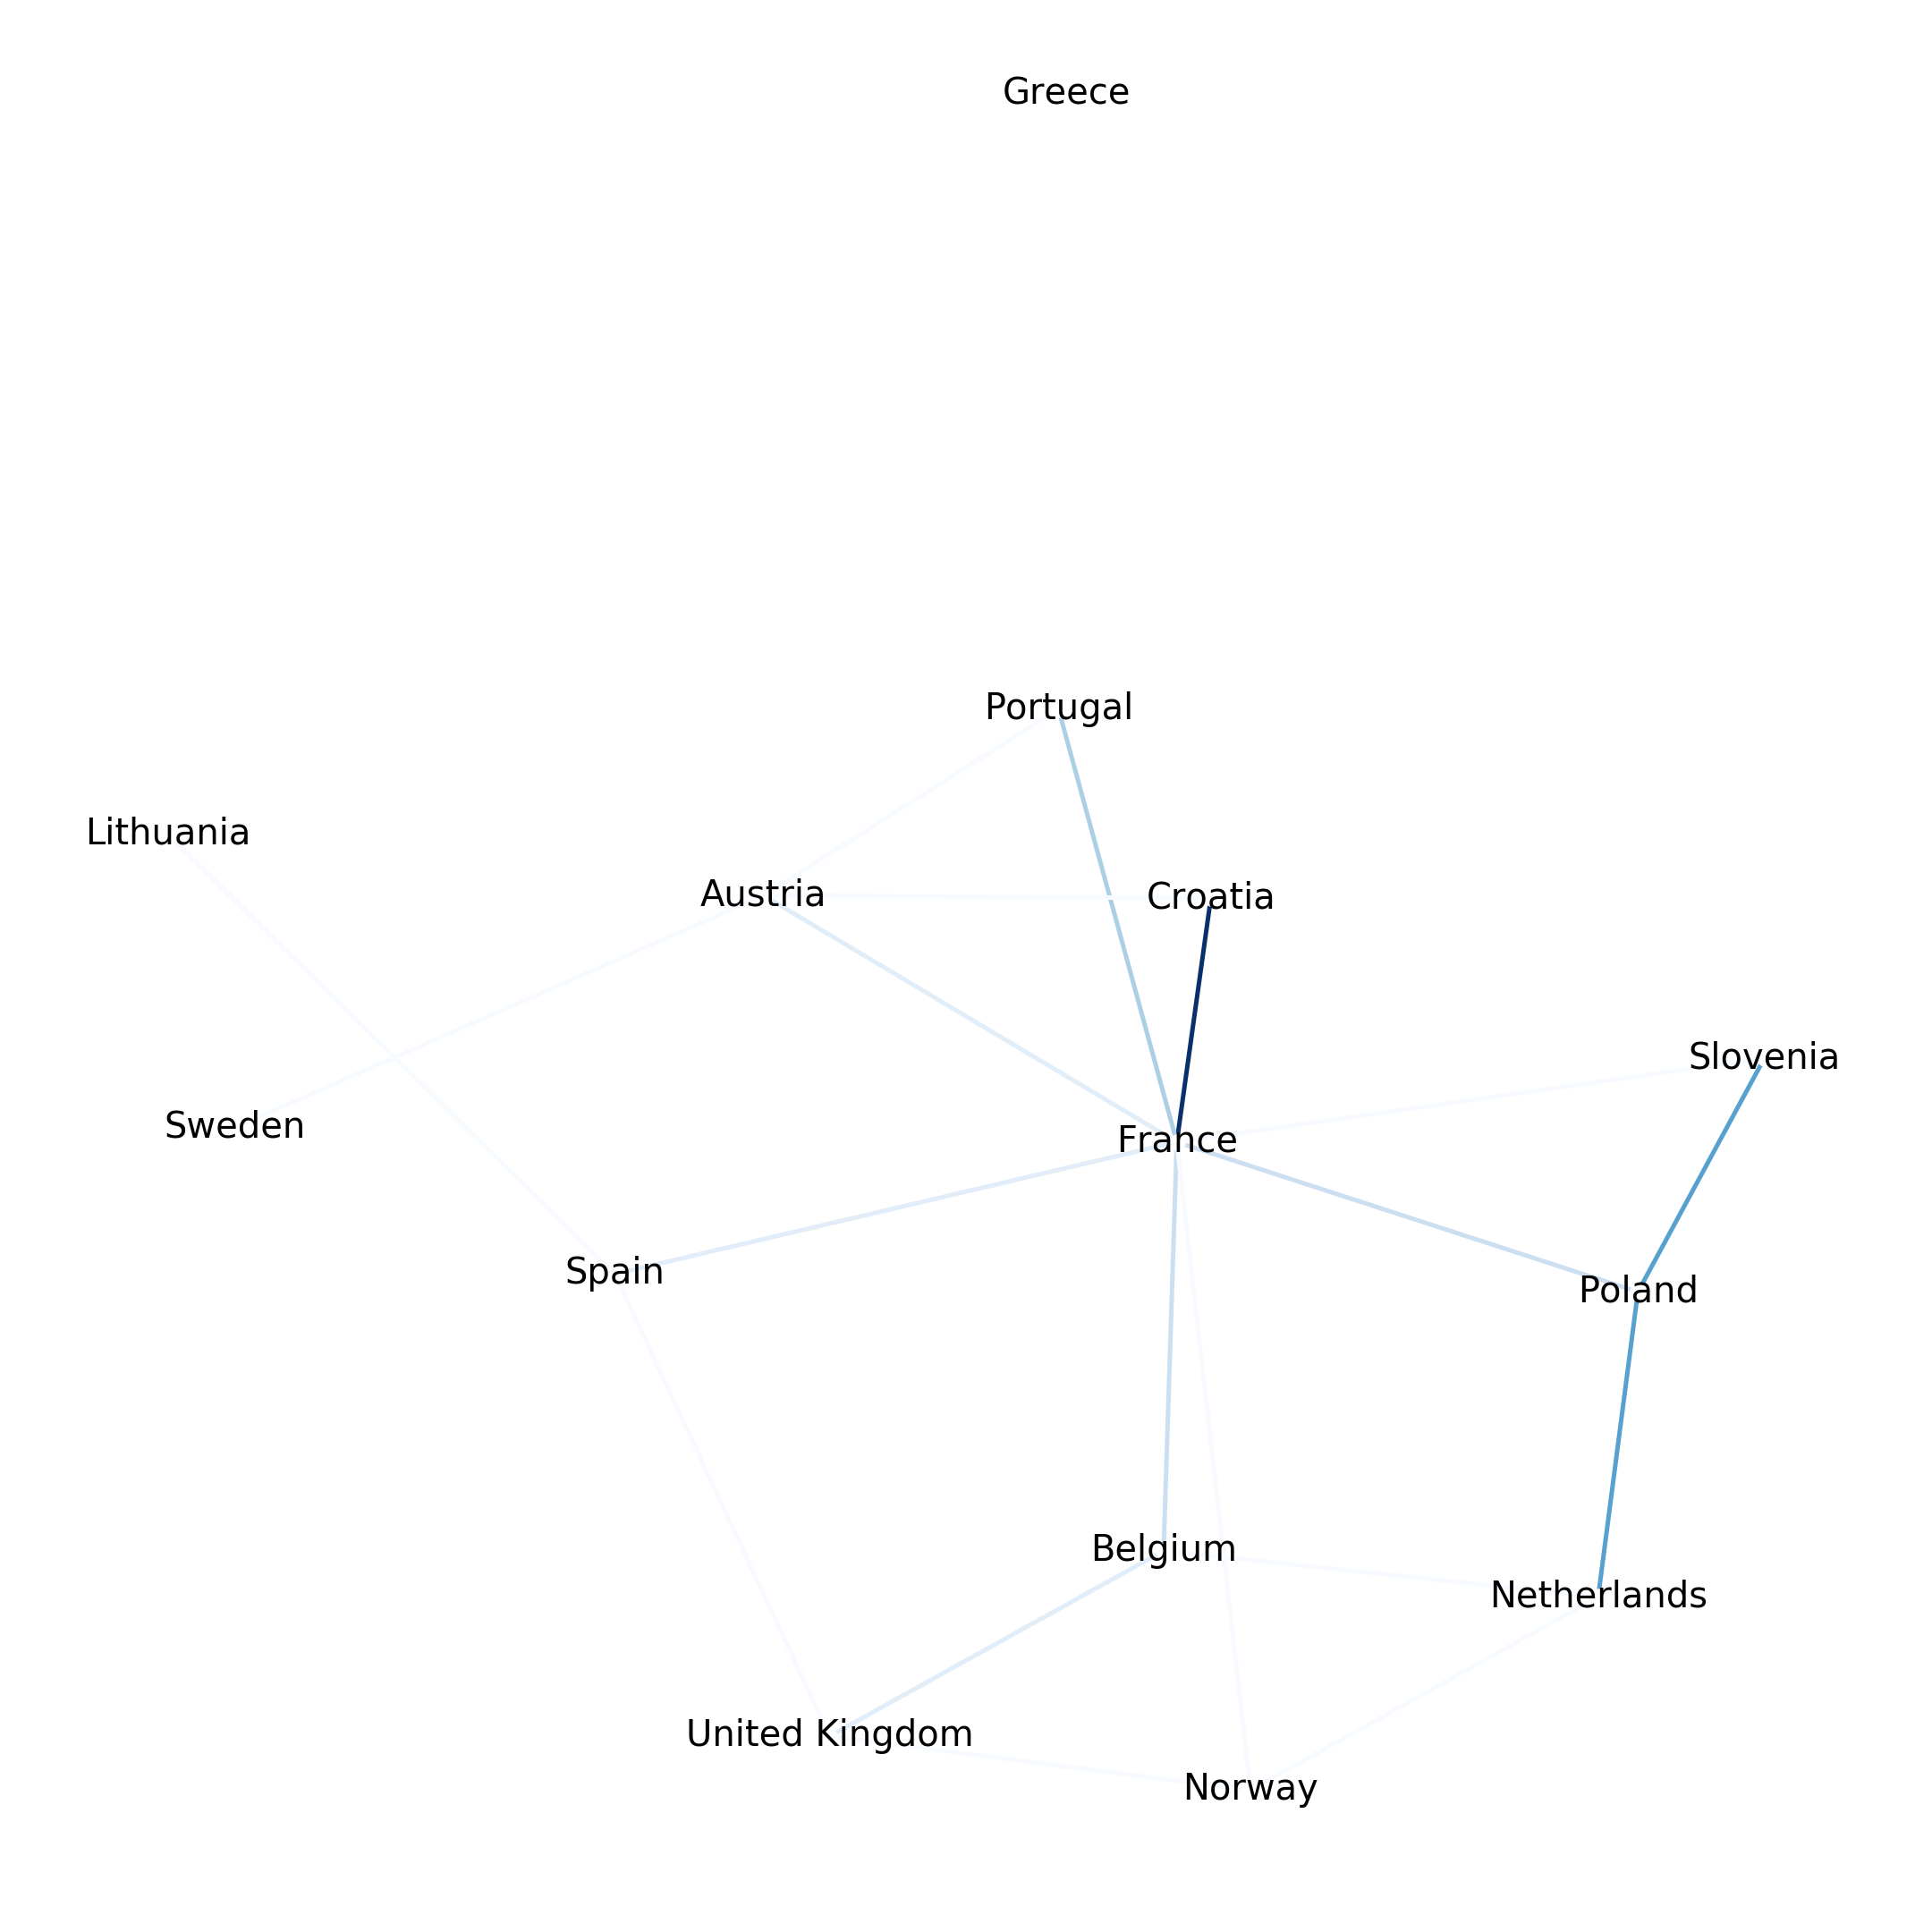 Greece
Portugal
Lithuania
Austria
Croatia
Slovenia
Sweden
France
Spain
Poland
Belgium
Netherlands
United Kingdom
Norway